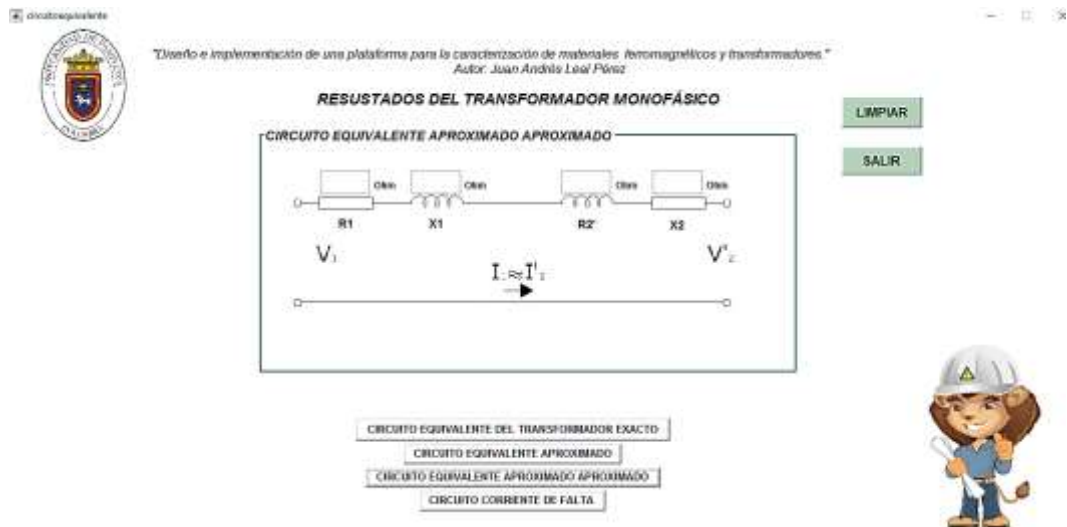 circuitoequivalente
"Diseño e implementación de una plataforma para la caracterización de materiales ferromagnéticos y transformadores."
Autor: Juan Andrés Leal Pérez
RESUSTADOS DEL TRANSFORMADOR MONOFÁSICO
LIMPIAR
CIRCUITO EQUIVALENTE APROXIMADO APROXIMADO
SALIR
Ohm Ohm Ohm Ohm
R1 X1 R2' X2
V₁ V'₂
I ≈ I'
CIRCUITO EQUIVALENTE DEL TRANSFORMADOR EXACTO
CIRCUITO EQUIVALENTE APROXIMADO
CIRCUITO EQUIVALENTE APROXIMADO APROXIMADO
CIRCUITO CORRIENTE DE FALTA